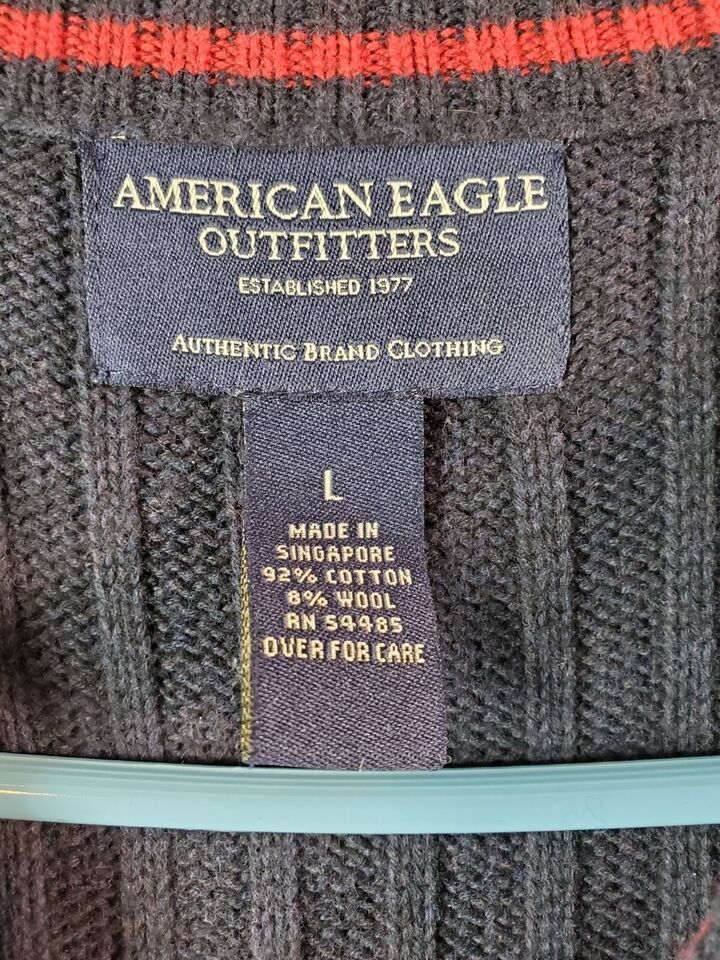 AMERICAN EAGLE
OUTFITTERS
ESTABLISHED 1977
AUTHENTIC BRAND CLOTHING
L
MADE IN
SINGAPORE
92% COTTON
8% WOOL
RN 54485
OVER FOR CARE